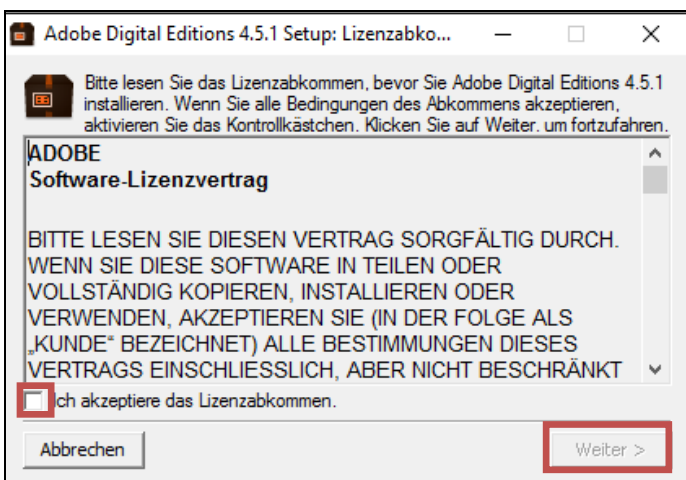 Adobe Digital Editions 4.5.1 Setup: Lizenzabko...
Bitte lesen Sie das Lizenzabkommen, bevor Sie Adobe Digital Editions 4.5.1
installieren. Wenn Sie alle Bedingungen des Abkommens akzeptieren,
aktivieren Sie das Kontrollkästchen. Klicken Sie auf Weiter. um fortzufahren.
ADOBE
Software-Lizenzvertrag
BITTE LESEN SIE DIESEN VERTRAG SORGFÄLTIG DURCH.
WENN SIE DIESE SOFTWARE IN TEILEN ODER
VOLLSTÄNDIG KOPIEREN, INSTALLIEREN ODER
VERWENDEN, AKZEPTIEREN SIE (IN DER FOLGE ALS
„KUNDE“ BEZEICHNET) ALLE BESTIMMUNGEN DIESES
VERTRAGS EINSCHLIESSLICH, ABER NICHT BESCHRÄNKT
Ich akzeptiere das Lizenzabkommen.
Abbrechen
Weiter >